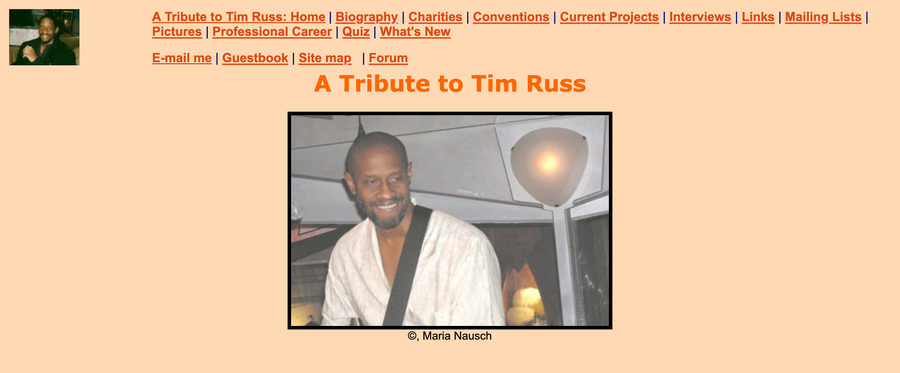 A Tribute to Tim Russ: Home | Biography | Charities | Conventions | Current Projects | Interviews | Links | Mailing Lists |
Pictures | Professional Career | Quiz | What's New
E-mail me | Guestbook | Site map | Forum
A Tribute to Tim Russ
©, Maria Nausch